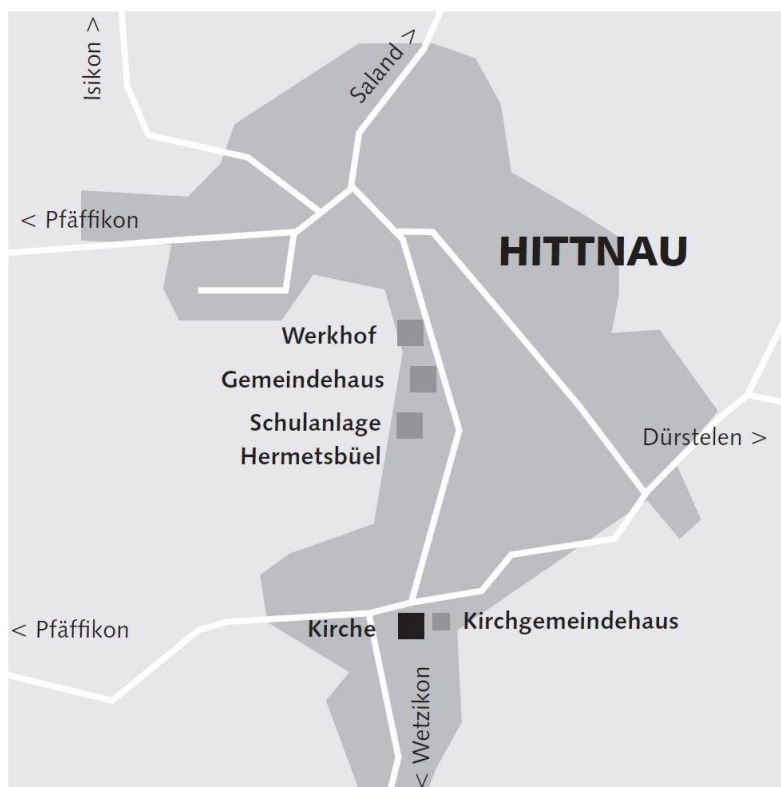 Isikon >
Saland >
< Pfäffikon
HITTNAU
Werkhof
Gemeindehaus
Schulanlage
Hermetsbüel
Dürstelen >
< Pfäffikon
Kirche
Kirchgemeindehaus
< Wetzikon